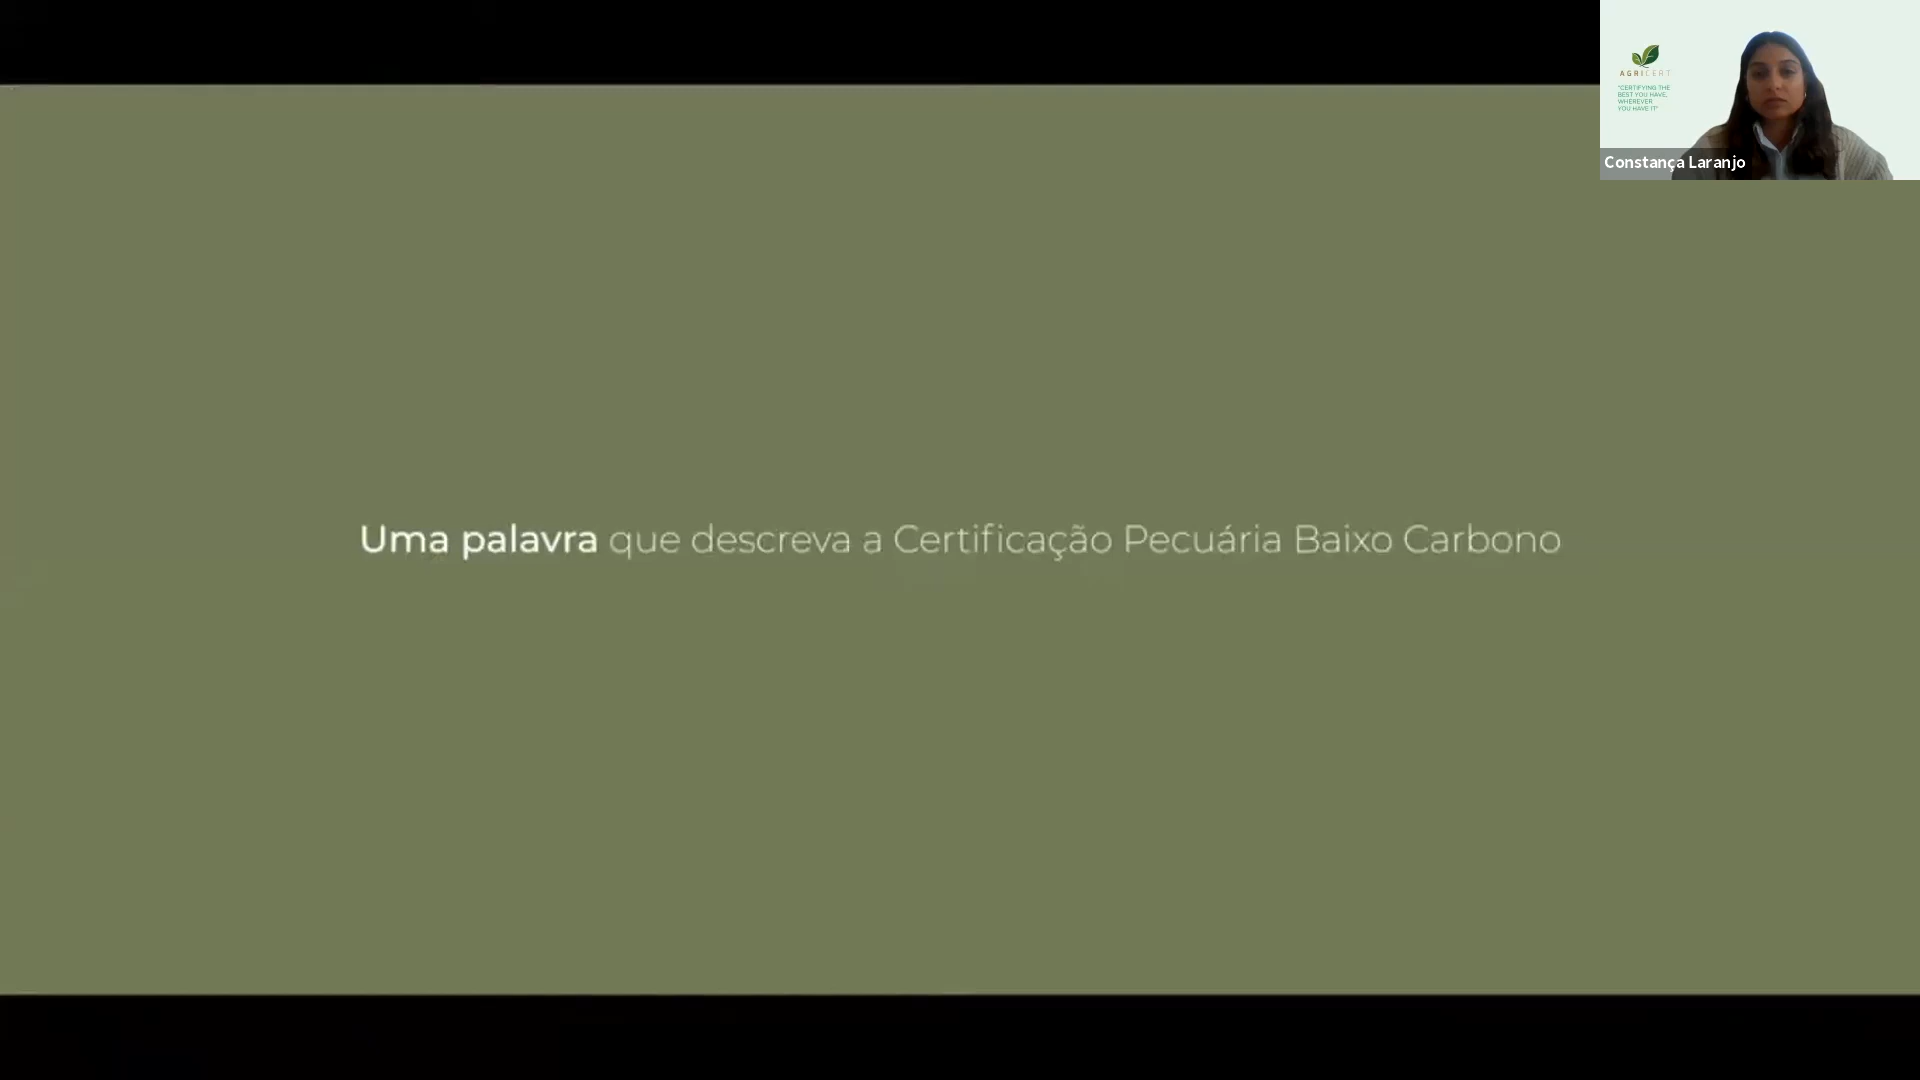 Uma palavra que descreva a Certificação Pecuária Baixo Carbono
AGRICERT
"CERTIFYING THE
BEST YOU HAVE,
WHEREVER
YOU HAVE IT"
Constança Laranjo